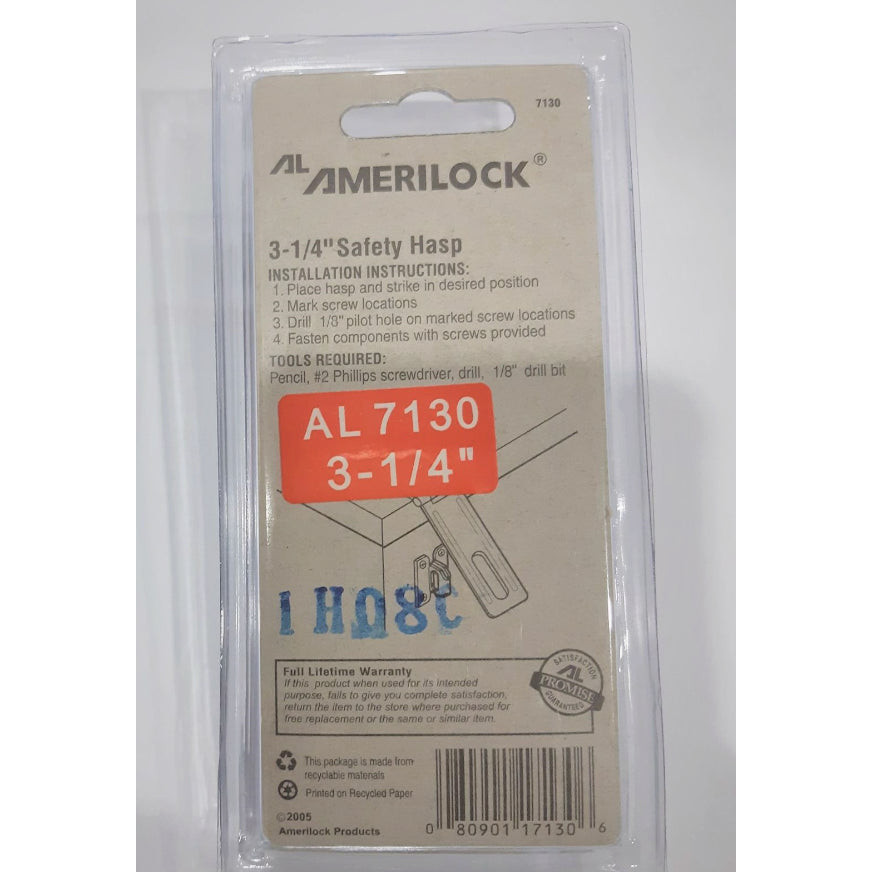 7130
AL AMERILOCK®
3-1/4" Safety Hasp
INSTALLATION INSTRUCTIONS:
1. Place hasp and strike in desired position
2. Mark screw locations
3. Drill 1/8" pilot hole on marked screw locations
4. Fasten components with screws provided
TOOLS REQUIRED:
Pencil, #2 Phillips screwdriver, drill, 1/8" drill bit
AL 7130
3-1/4"
Full Lifetime Warranty
If this product when used for its intended
purpose, fails to give you complete satisfaction,
return the item to the store where purchased for
free replacement or the same or similar item.
SATISFACTION
AL
PROMISE
GUARANTEED
This package is made from
recyclable materials
Printed on Recycled Paper
©2005
Amerilock Products
0 80901 17130 6